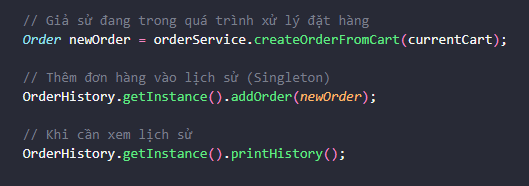 // Giả sử đang trong quá trình xử lý đặt hàng
Order newOrder = orderService.createOrderFromCart(currentCart);
// Thêm đơn hàng vào lịch sử (Singleton)
OrderHistory.getInstance().addOrder(newOrder);
// Khi cần xem lịch sử
OrderHistory.getInstance().printHistory();